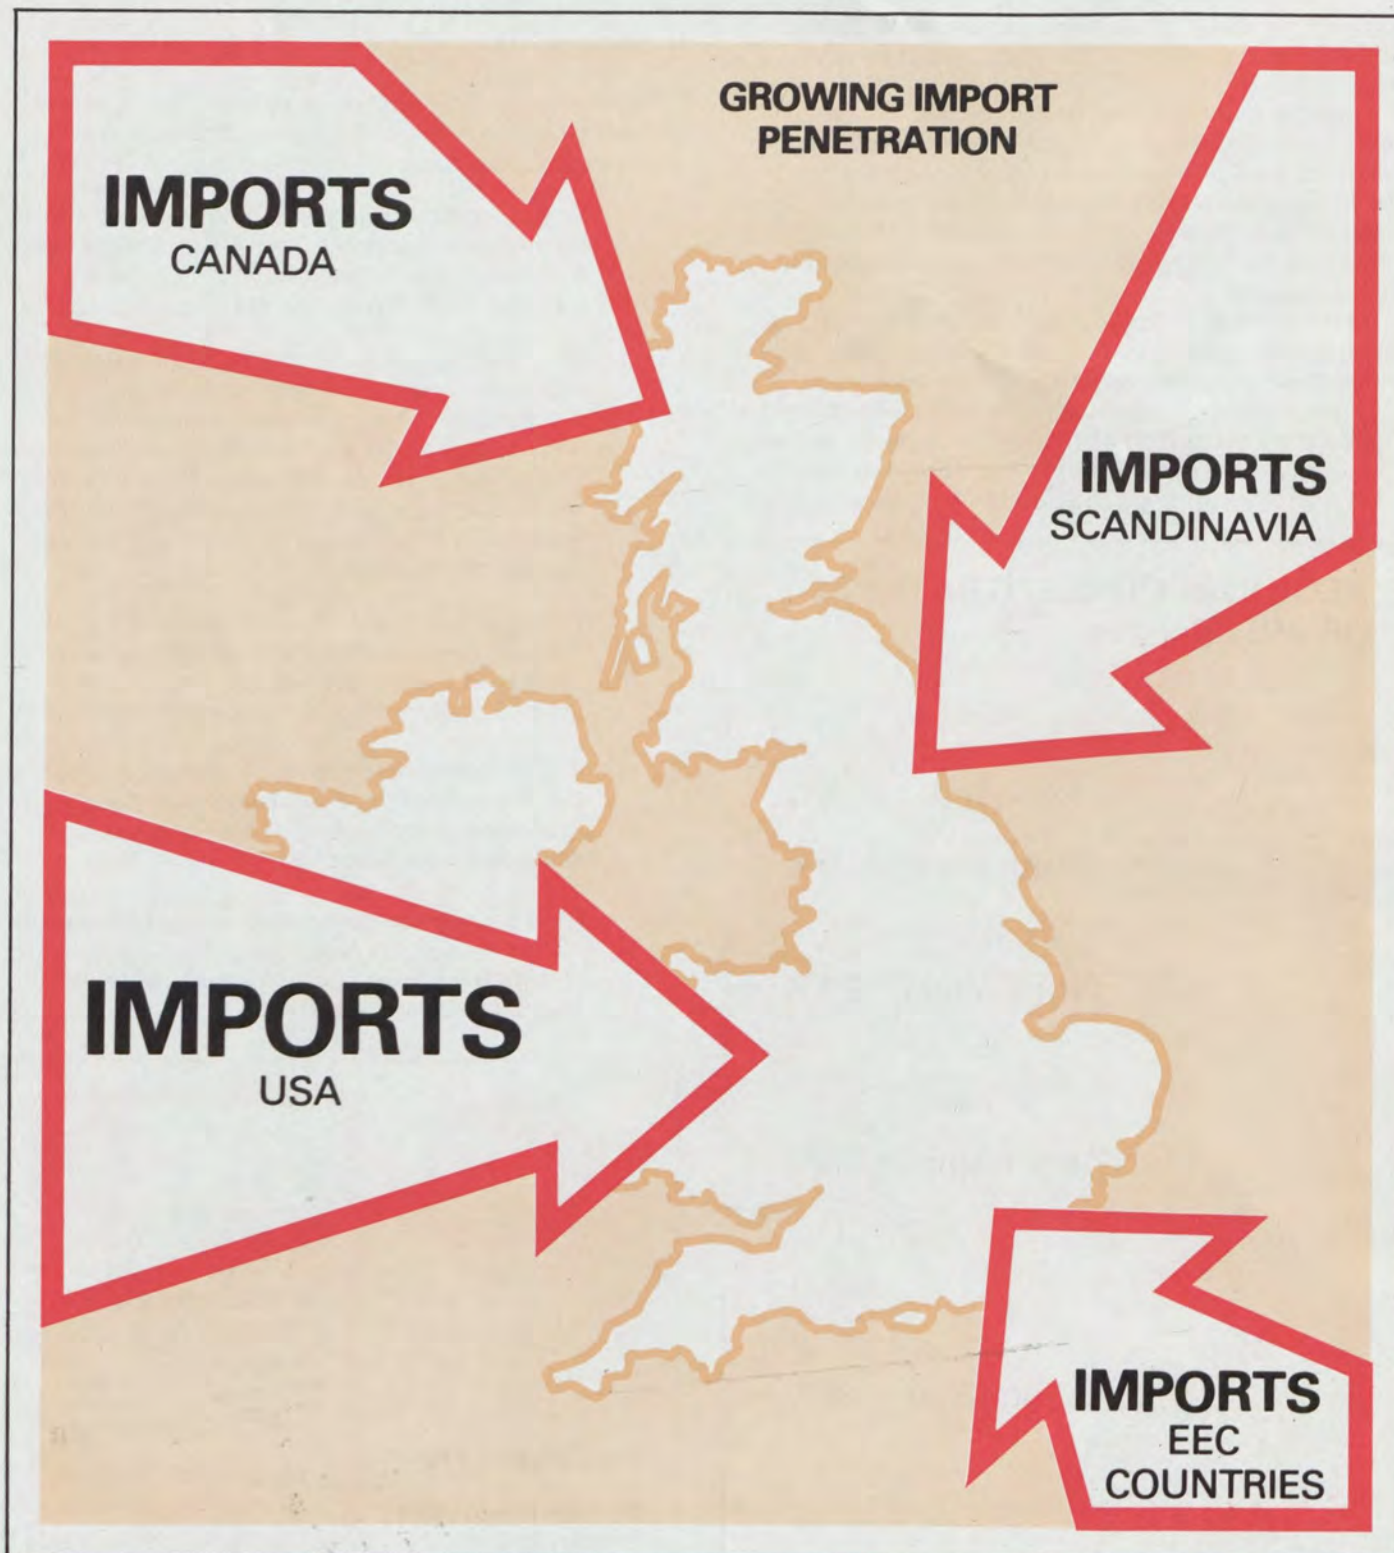 GROWING IMPORT
PENETRATION
IMPORTS
CANADA
IMPORTS
SCANDINAVIA
IMPORTS
USA
IMPORTS
EEC
COUNTRIES